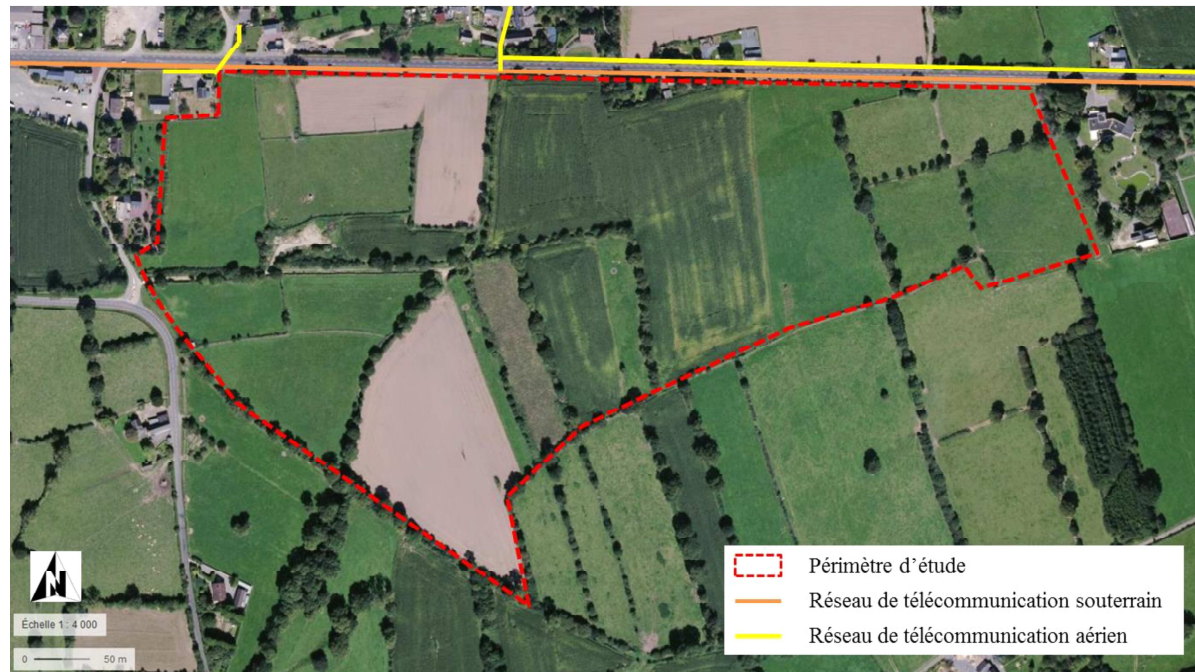 N
Échelle 1 : 4 000
0 50 m
Périmètre d'étude
Réseau de télécommunication souterrain
Réseau de télécommunication aérien